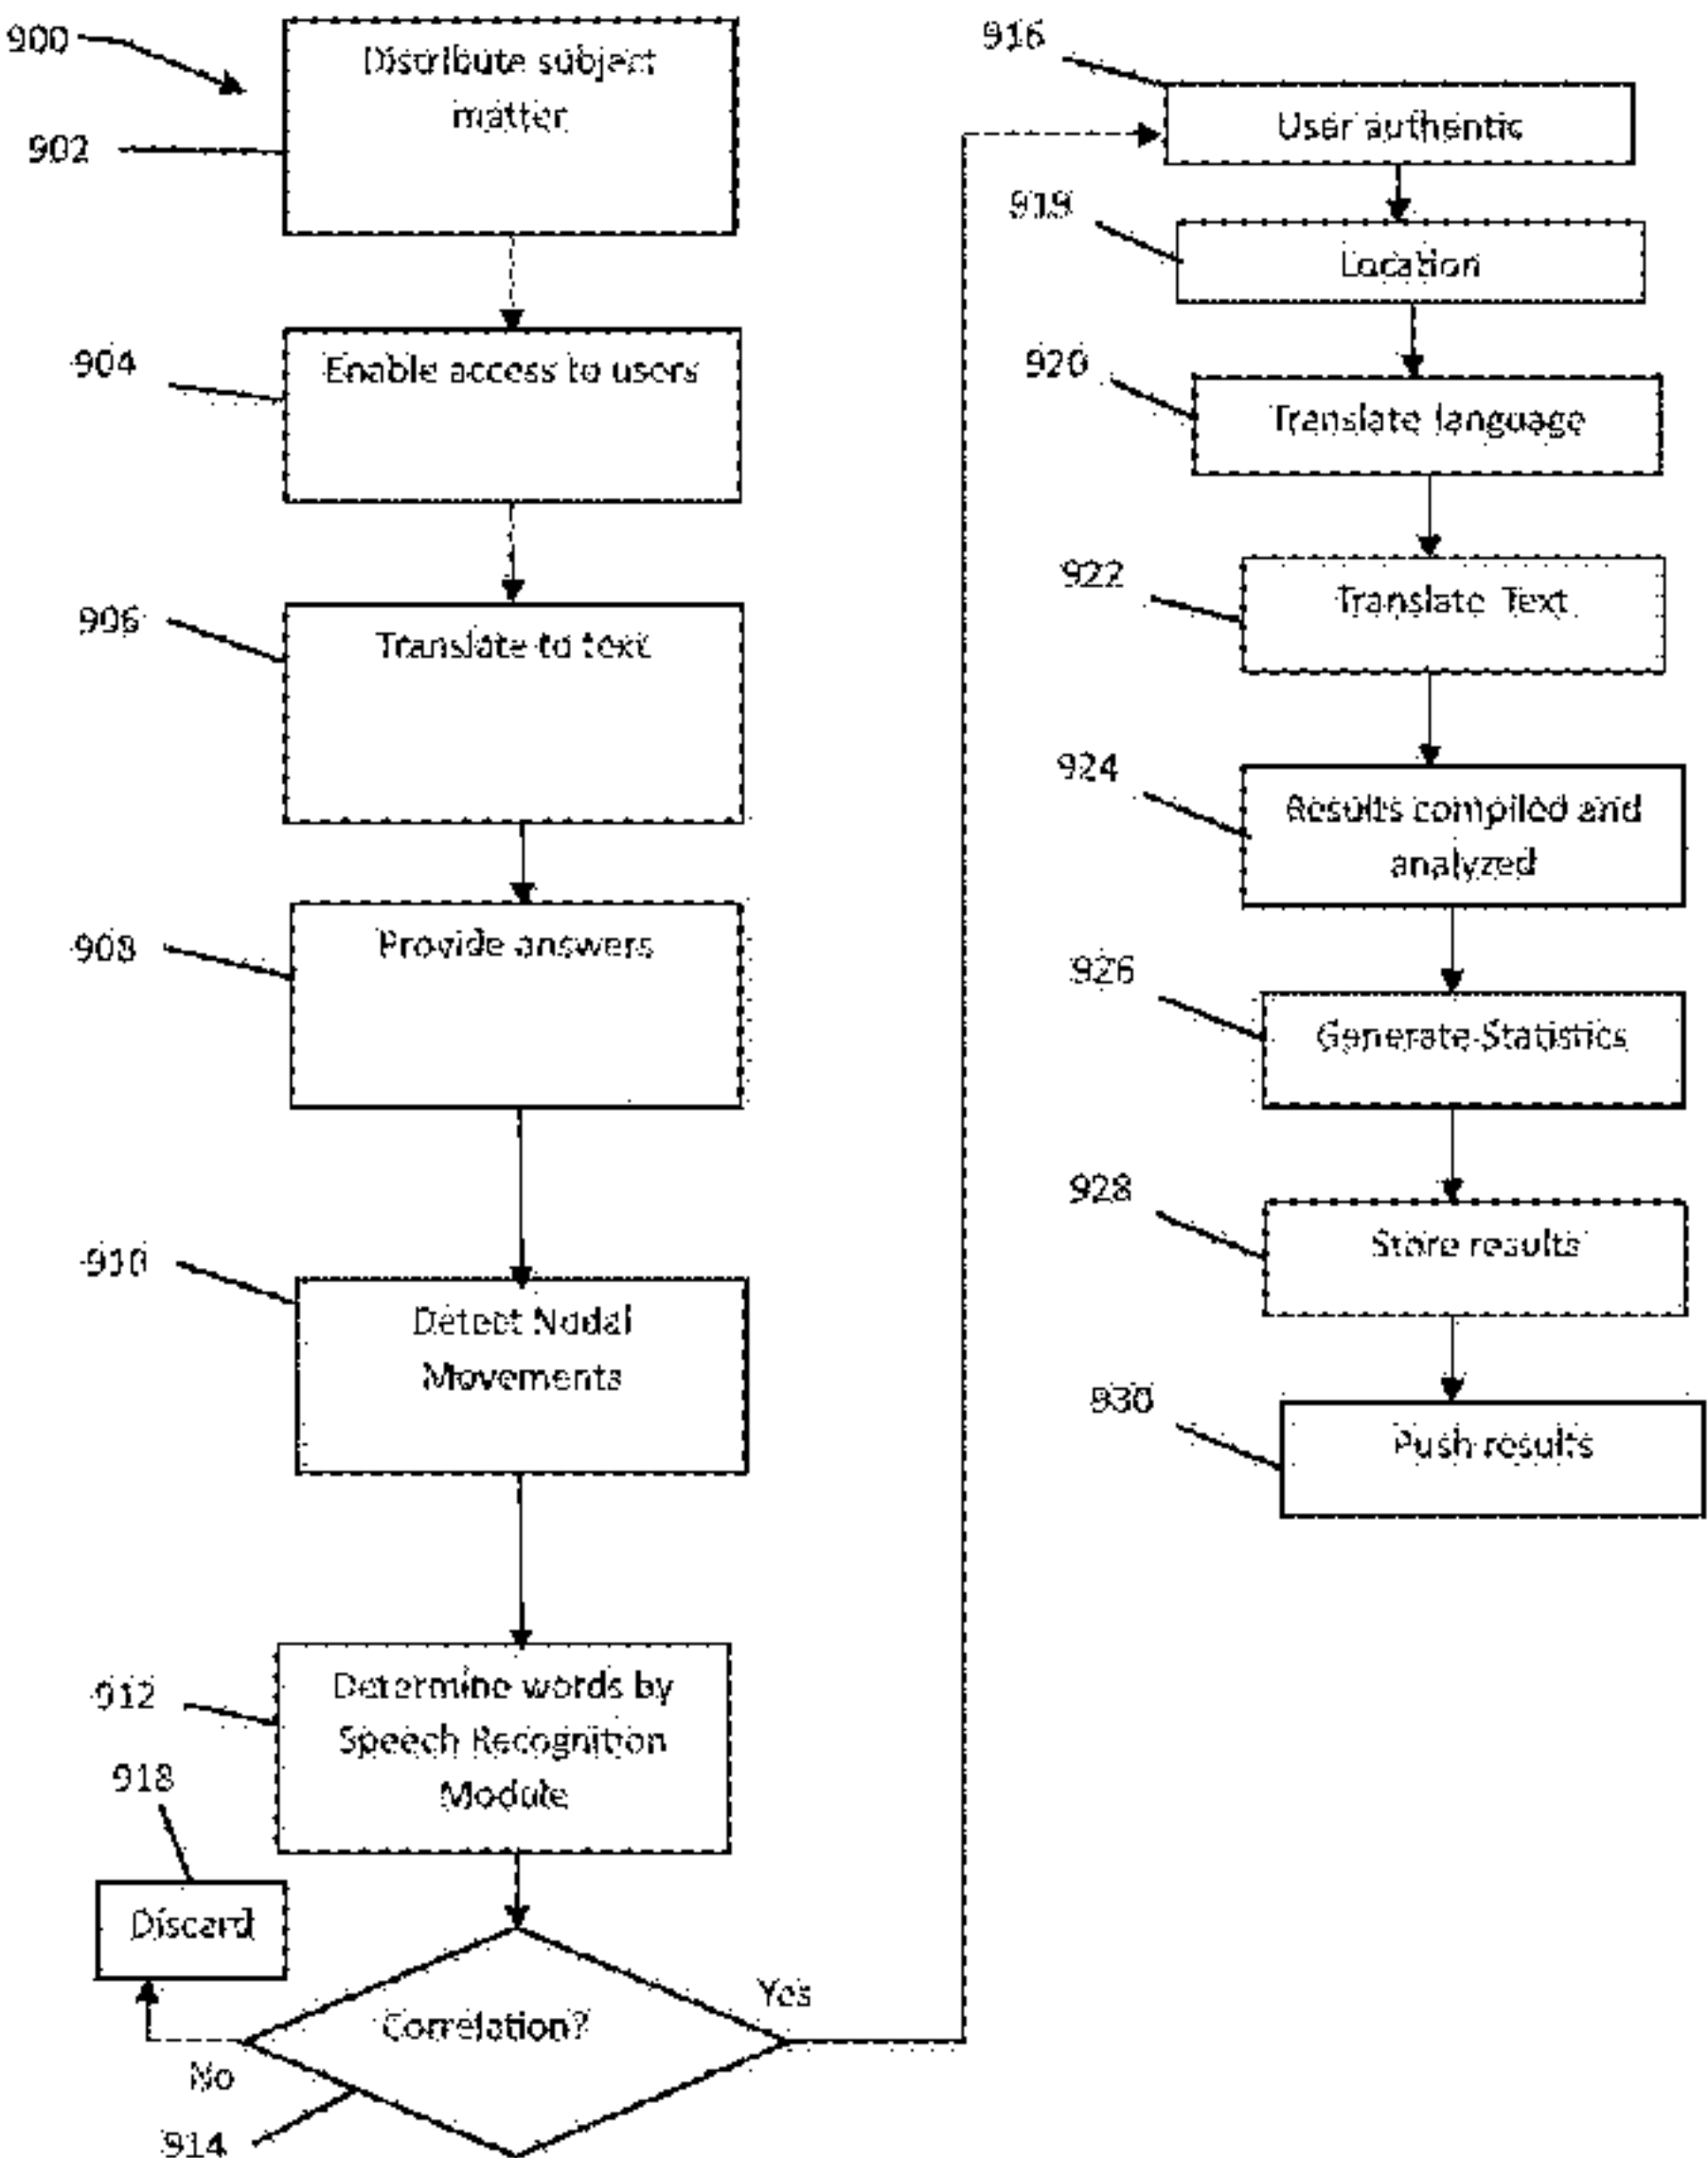 900
Distribute subject
matter
902
904
Enable access to users
906
Translate to text
908
Provide answers
910
Detect Nodal
Movements
912
Determine words by
Speech Recognition
Module
918
Discard
Correlation?
Yes
No
914
916
User authentic
919
Location
920
Translate language
922
Translate Text
924
Results compiled and
analyzed
926
Generate Statistics
928
Store results
930
Push results